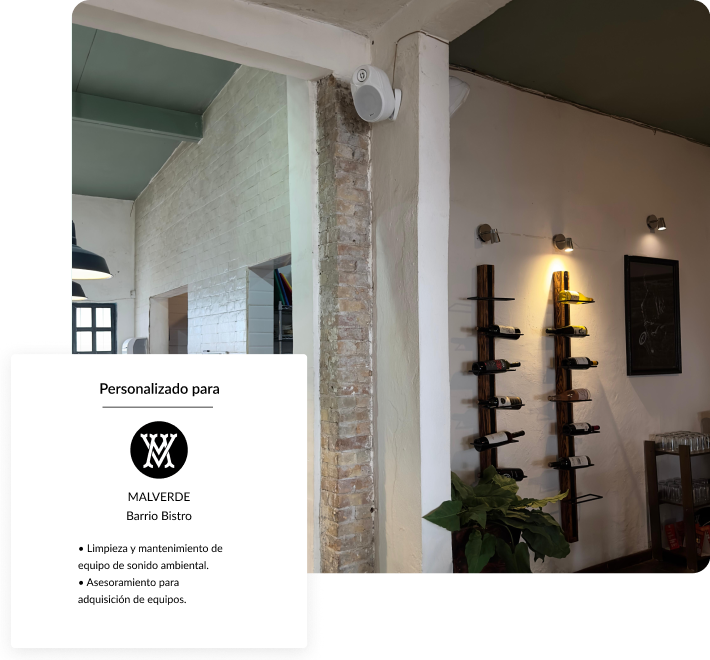 Personalizado para
MALVERDE
Barrio Bistro
• Limpieza y mantenimiento de
equipo de sonido ambiental.
• Asesoramiento para
adquisición de equipos.